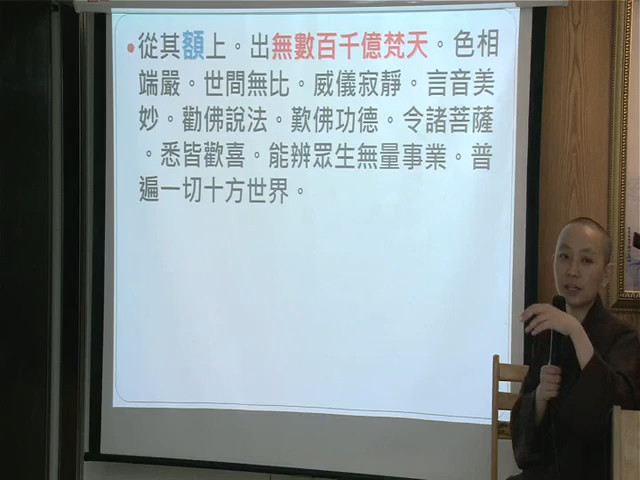 •從其額上。出無數百千億梵天。色相
端嚴。世間無比。威儀寂靜。言音美
妙。勸佛說法。歎佛功德。令諸菩薩
。悉皆歡喜。能辨眾生無量事業。普
遍一切十方世界。